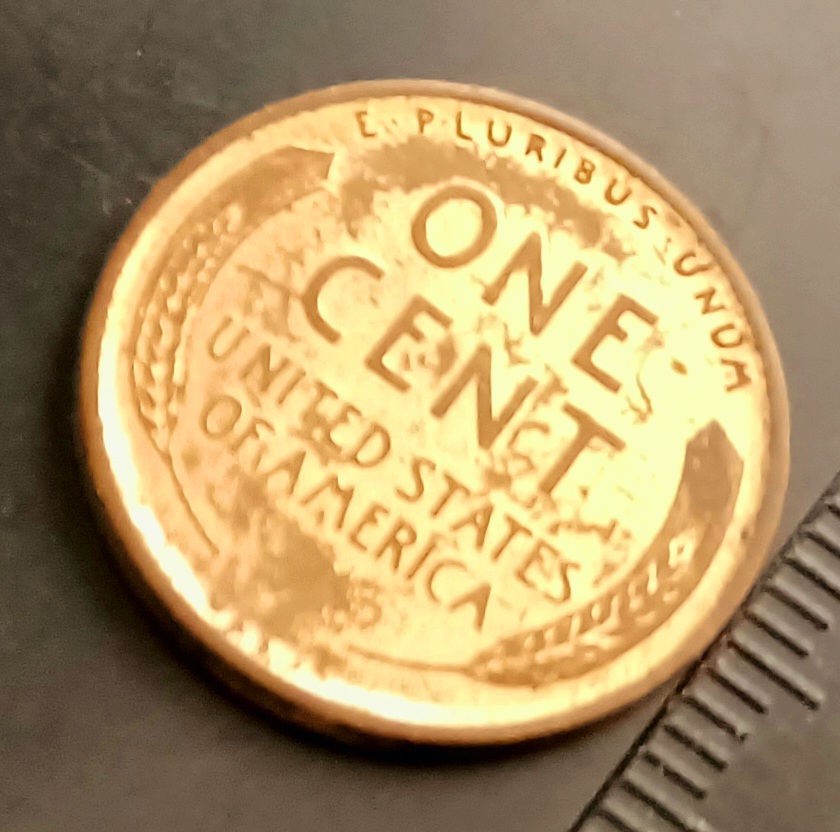 E·PLURIBUS·UNUM
ONE
CENT
UNITED STATES
OF AMERICA